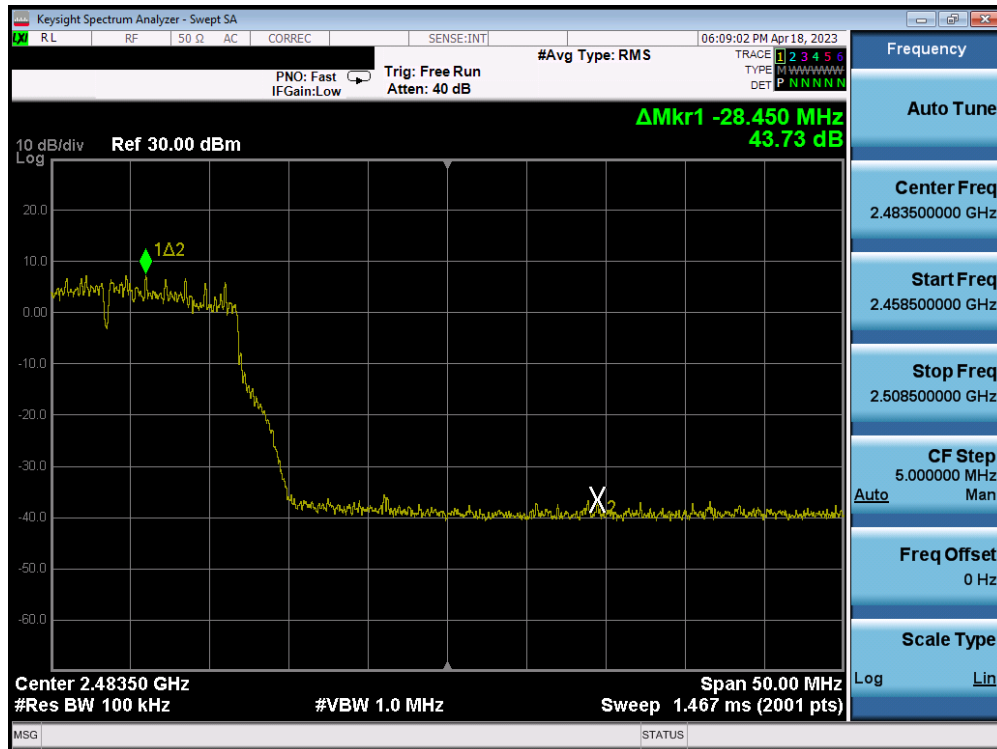 Keysight Spectrum Analyzer - Swept SA
LXI RL RF 50 Ω AC CORREC SENSE:INT 06:09:02 PM Apr 18, 2023
#Avg Type: RMS TRACE 1 2 3 4 5 6
PNO: Fast Trig: Free Run TYPE M W W W W W
IFGain:Low Atten: 40 dB DET P N N N N N
ΔMkr1 -28.450 MHz
43.73 dB
10 dB/div Ref 30.00 dBm
Log
20.0
1Δ2
10.0
0.00
-10.0
-20.0
-30.0
X2
-40.0
-50.0
-60.0
Center 2.48350 GHz Span 50.00 MHz
#Res BW 100 kHz #VBW 1.0 MHz Sweep 1.467 ms (2001 pts)
MSG STATUS
Frequency
Auto Tune
Center Freq
2.483500000 GHz
Start Freq
2.458500000 GHz
Stop Freq
2.508500000 GHz
CF Step
5.000000 MHz
Auto Man
Freq Offset
0 Hz
Scale Type
Log Lin